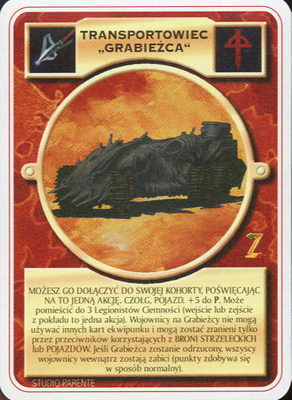 TRANSPORTOWIEC
„GRABIEŻCA“
MOŻESZ GO DOŁĄCZYĆ DO SWOJEJ KOHORTY, POŚWIĘCAJĄC
NA TO JEDNĄ AKCJĘ. CZOŁG, POJAZD. +5 do P. Może
pomieścić do 3 Legionistów Ciemności (wejście lub zejście
z pokładu to jedna akcja). Wojownicy na Grabieżcy nie mogą
używać innych kart ekwipunku i mogą zostać zranieni tylko
przez przeciwników korzystających z BRONI STRZELECKICH
lub POJAZDÓW. Jeśli Grabieżca zostanie odrzucony, wszyscy
wojownicy wewnątrz zostają zabici (punkty zdobywa się
w sposób normalny).
STUDIO PARENTE